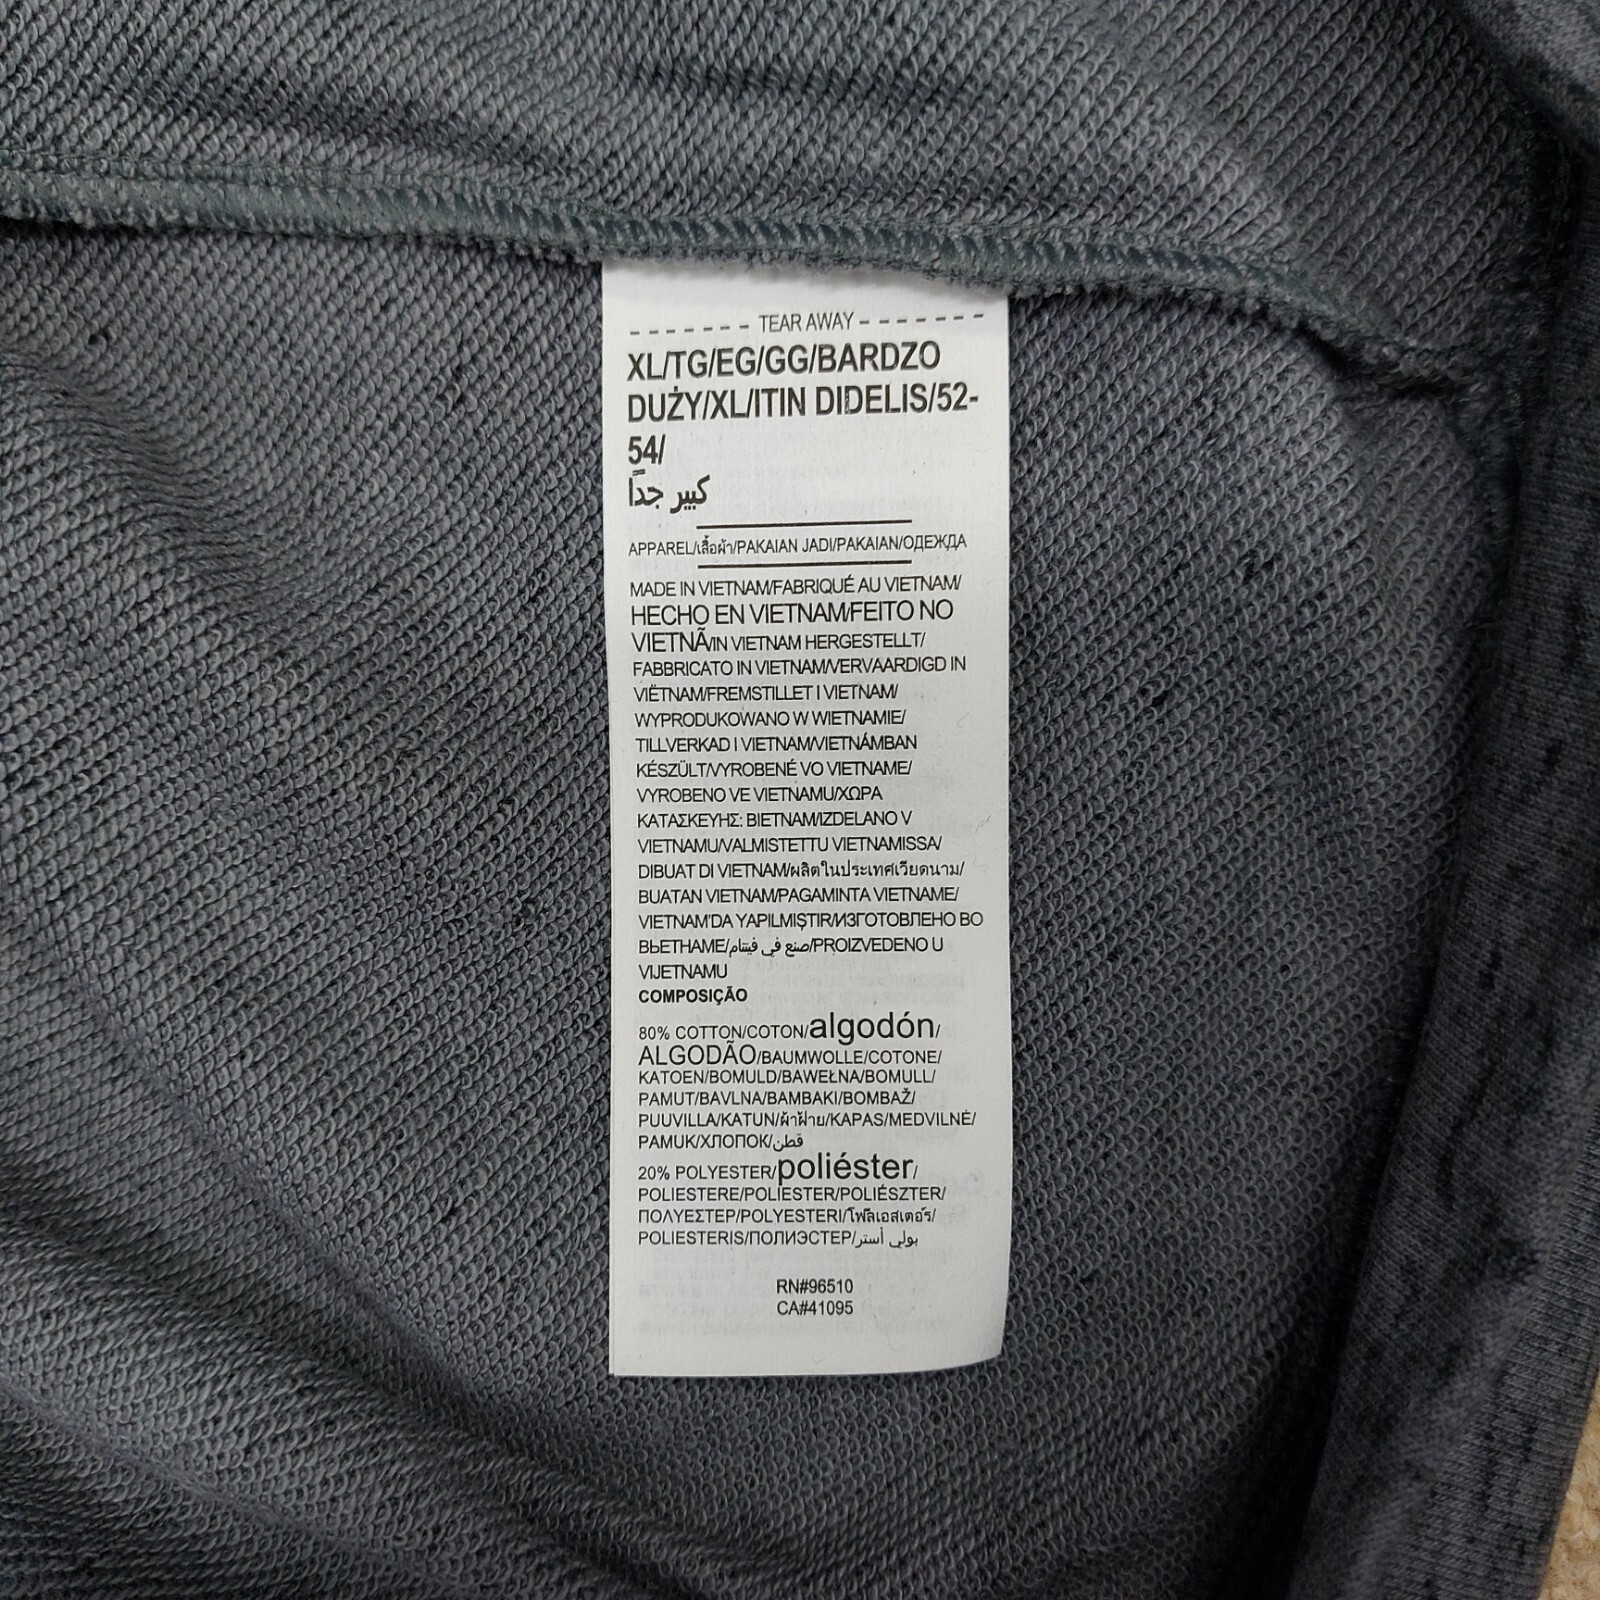 - - - - - - - TEAR AWAY - - - - - - -
XL/TG/EG/GG/BARDZO
DUŻY/XL/ITIN DIDELIS/52-
54/
كبير جداً
APPAREL/เสื้อผ้า/PAKAIAN JADI/PAKAIAN/ОДЕЖДА
MADE IN VIETNAM/FABRIQUÉ AU VIETNAM/
HECHO EN VIETNAM/FEITO NO
VIETNÃ/IN VIETNAM HERGESTELLT/
FABBRICATO IN VIETNAM/VERVAARDIGD IN
VIËTNAM/FREMSTILLET I VIETNAM/
WYPRODUKOWANO W WIETNAMIE/
TILLVERKAD I VIETNAM/VIETNÁMBAN
KÉSZÜLT/VYROBENÉ VO VIETNAME/
VYROBENO VE VIETNAMU/ΧΩΡΑ
ΚΑΤΑΣΚΕΥΗΣ: ΒΙΕΤΝΑΜ/IZDELANO V
VIETNAMU/VALMISTETTU VIETNAMISSA/
DIBUAT DI VIETNAM/ผลิตในประเทศเวียดนาม/
BUATAN VIETNAM/PAGAMINTA VIETNAME/
VIETNAM'DA YAPILMIŞTIR/ИЗГОТОВЛЕНО ВО
ВЬЕТНАМЕ/صنع في فيتنام/PROIZVEDENO U
VIJETNAMU
COMPOSIÇÃO
80% COTTON/COTON/algodón/
ALGODÃO/BAUMWOLLE/COTONE/
KATOEN/BOMULD/BAWEŁNA/BOMULL/
PAMUT/BAVLNA/ΒΑΜΒΑΚΙ/BOMBAŽ/
PUUVILLA/KATUN/ผ้าฝ้าย/KAPAS/MEDVILNĖ/
PAMUK/ХЛОПОК/قطن
20% POLYESTER/poliéster/
POLIESTERE/POLIESTER/POLIÉSZTER/
ΠΟΛΥΕΣΤΕΡ/POLYESTERI/โพลีเอสเตอร์/
POLIESTERIS/ПОЛИЭСТЕР/بولي أستر
RN#96510
CA#41095